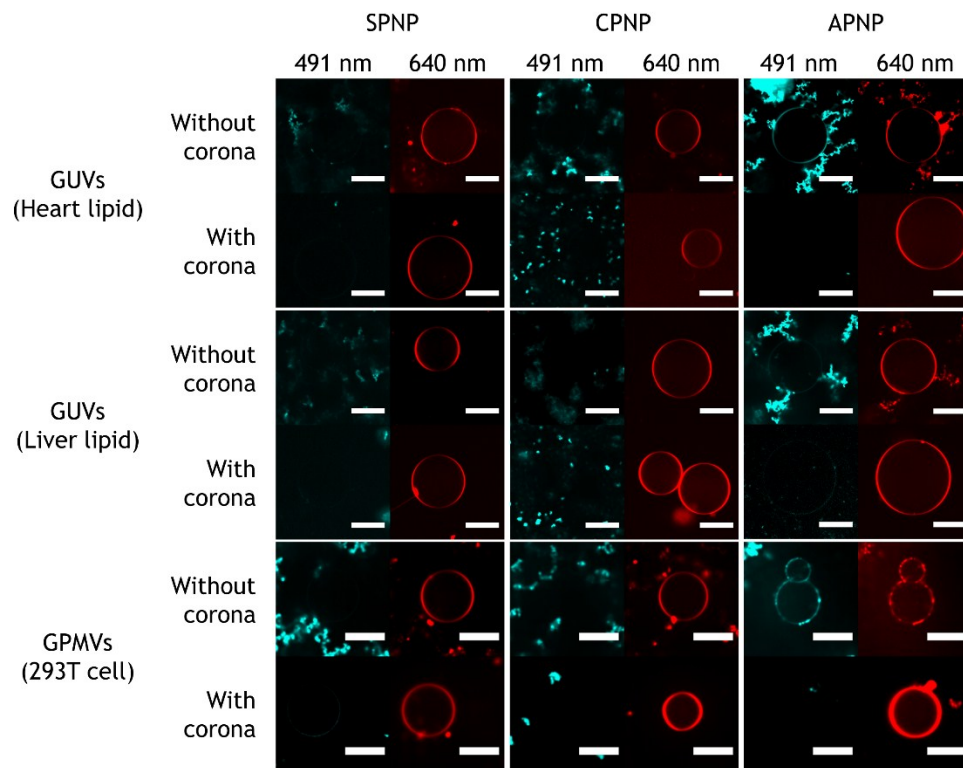 SPNP CPNP APNP
491 nm 640 nm 491 nm 640 nm 491 nm 640 nm
GUVs
(Heart lipid)
Without
corona
With
corona
GUVs
(Liver lipid)
Without
corona
With
corona
GPMVs
(293T cell)
Without
corona
With
corona